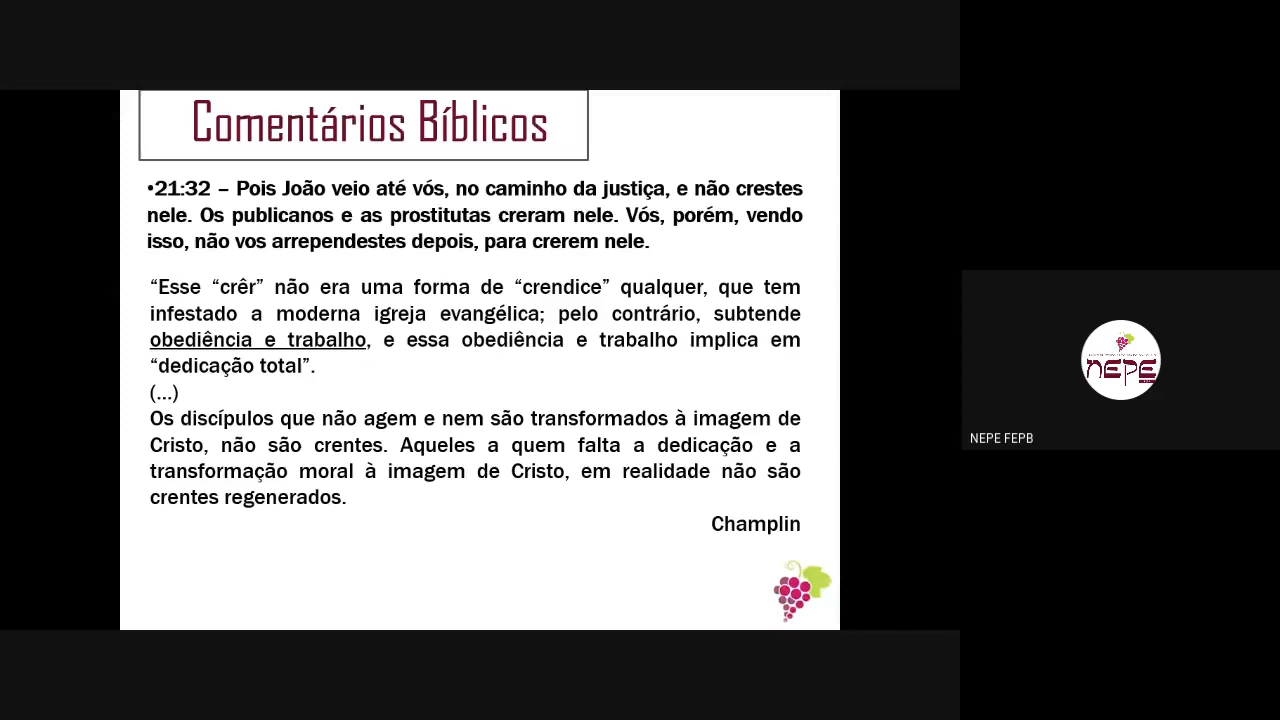 Comentários Bíblicos
•21:32 – Pois João veio até vós, no caminho da justiça, e não crestes
nele. Os publicanos e as prostitutas creram nele. Vós, porém, vendo
isso, não vos arrependestes depois, para crerem nele.
“Esse “crêr” não era uma forma de “crendice” qualquer, que tem
infestado a moderna igreja evangélica; pelo contrário, subtende
obediência e trabalho, e essa obediência e trabalho implica em
“dedicação total”.
(...)
Os discípulos que não agem e nem são transformados à imagem de
Cristo, não são crentes. Aqueles a quem falta a dedicação e a
transformação moral à imagem de Cristo, em realidade não são
crentes regenerados.
Champlin
NEPE
NEPE FEPB